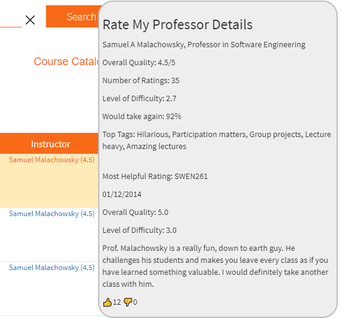 Search
Course Catal
Instructor
Samuel Malachowsky (4.5)
Samuel Malachowsky (4.5)
Samuel Malachowsky (4.5)
Rate My Professor Details
Samuel A Malachowsky, Professor in Software Engineering
Overall Quality: 4.5/5
Number of Ratings: 35
Level of Difficulty: 2.7
Would take again: 92%
Top Tags: Hilarious, Participation matters, Group projects, Lecture
heavy, Amazing lectures
Most Helpful Rating: SWEN261
01/12/2014
Overall Quality: 5.0
Level of Difficulty: 3.0
Prof. Malachowsky is a really fun, down to earth guy. He
challenges his students and makes you leave every class as if you
have learned something valuable. I would definitely take another
class with him.
👍12 👎0